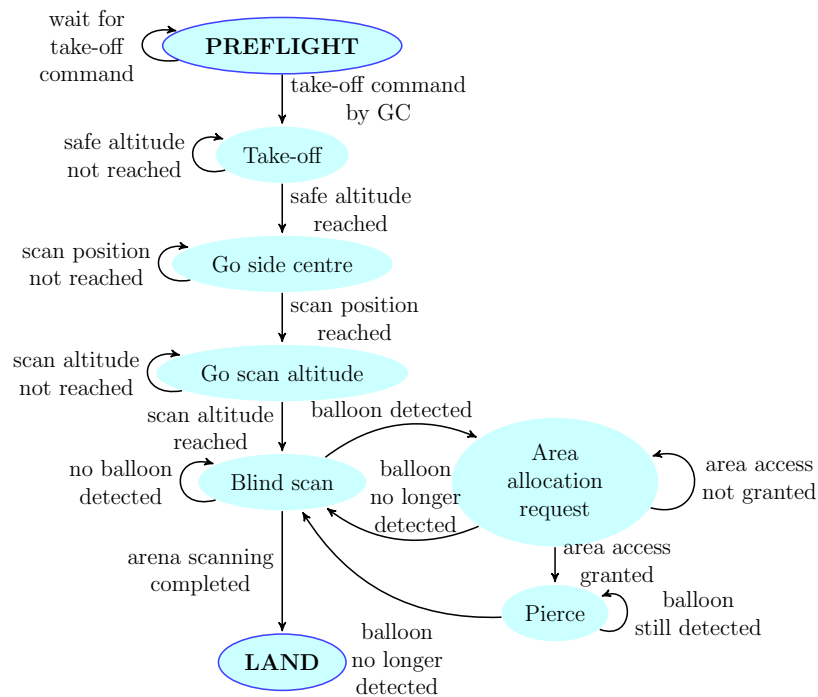 wait for
take-off
command
PREFLIGHT
take-off command
by GC
safe altitude
not reached
Take-off
safe altitude
reached
scan position
not reached
Go side centre
scan position
reached
scan altitude
not reached
Go scan altitude
scan altitude
reached
balloon detected
no balloon
detected
Blind scan
balloon
no longer
detected
Area
allocation
request
area access
not granted
arena scanning
completed
area access
granted
Pierce
balloon
still detected
LAND
balloon
no longer
detected